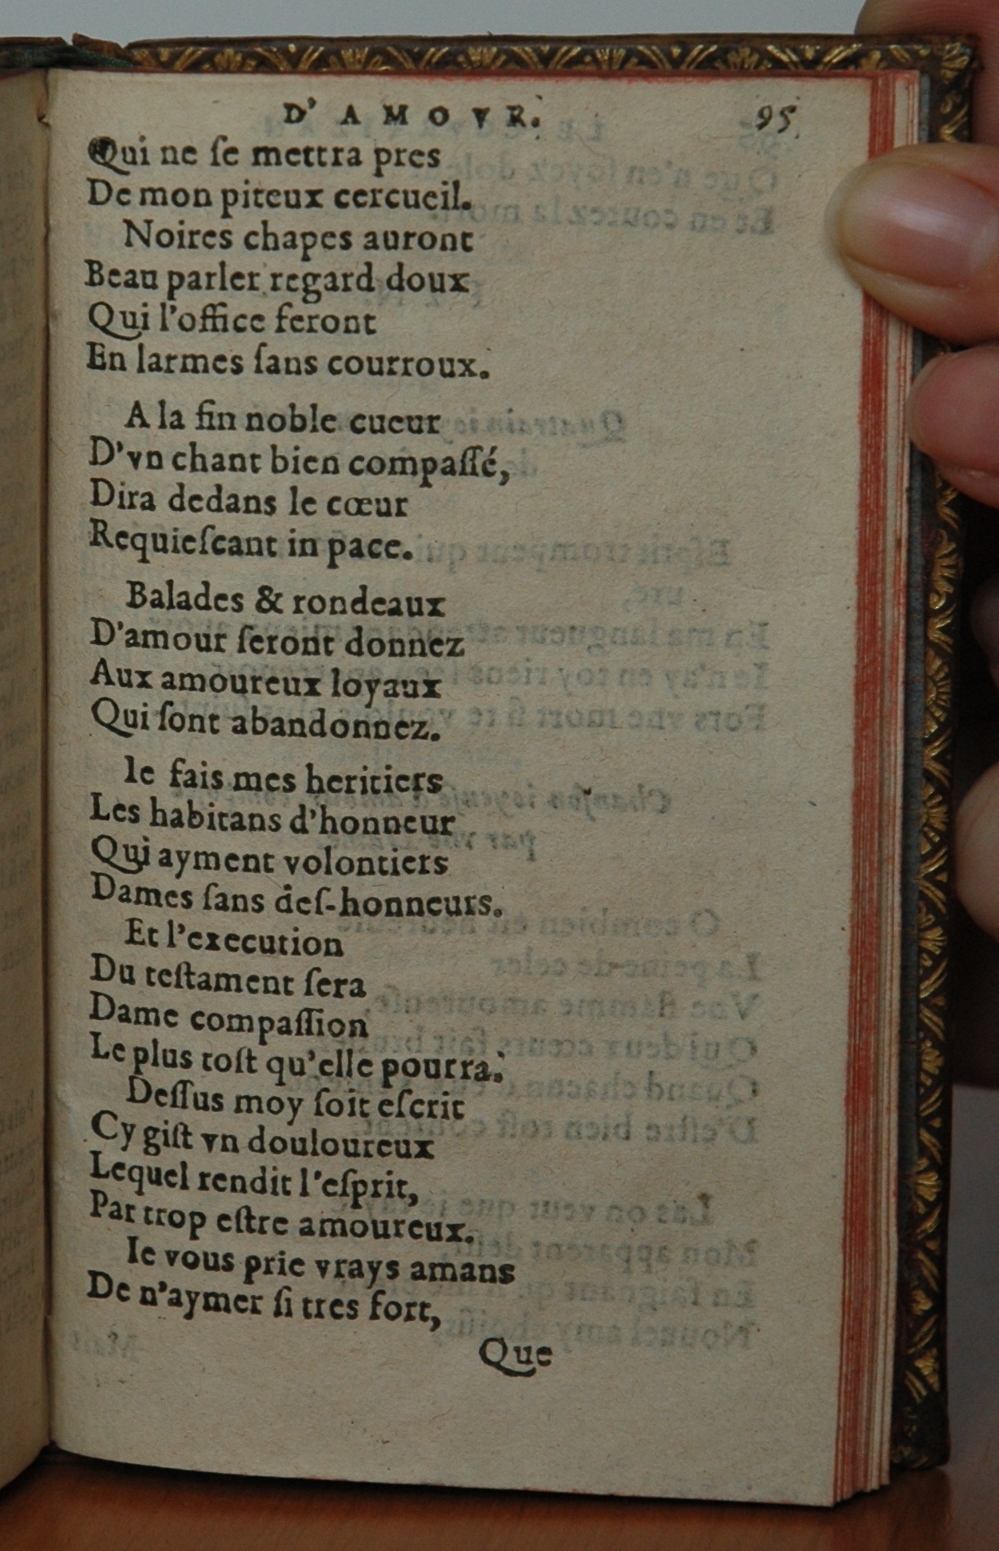 D' AMOVR. 95
Qui ne ſe mettra pres
De mon piteux cercueil.
Noires chapes auront
Beau parler regard doux
Qui l'office feront
En larmes ſans courroux.
A la fin noble cueur
D'vn chant bien compaſſé,
Dira dedans le cœur
Requieſcant in pace.
Balades & rondeaux
D'amour ſeront donnez
Aux amoureux loyaux
Qui ſont abandonnez.
Ie fais mes heritiers
Les habitans d'honneur
Qui ayment volontiers
Dames ſans deſ-honneurs.
Et l'execution
Du teſtament ſera
Dame compaſſion
Le plus toſt qu'elle pourra.
Deſſus moy ſoit eſcrit
Cy giſt vn douloureux
Lequel rendit l'eſprit,
Par trop eſtre amoureux.
Ie vous prie vrays amans
De n'aymer ſi tres fort,
Que